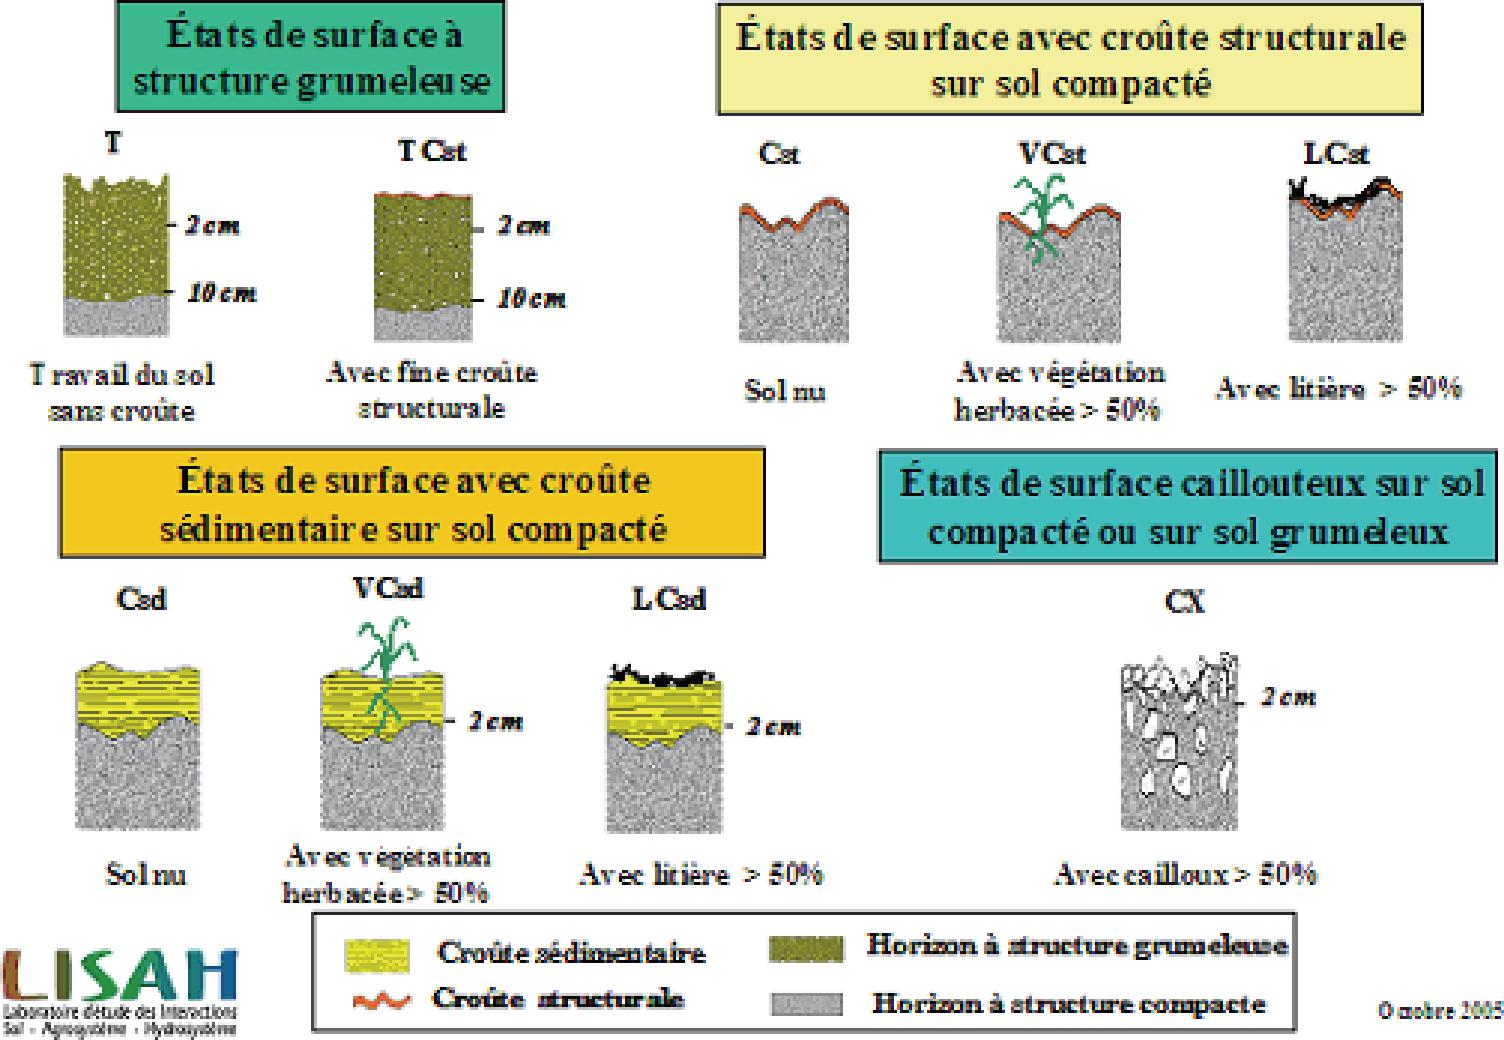 États de surface à
structure grumeleuse
T
2 cm
10 cm
Travail du sol
sans croûte
TCst
2 cm
10 cm
Avec fine croûte
structurale
États de surface avec croûte structurale
sur sol compacté
Cst
Sol nu
VCst
Avec végétation
herbacée > 50%
LCst
Avec litière > 50%
États de surface avec croûte
sédimentaire sur sol compacté
Csd
Sol nu
VCsd
2 cm
Avec végétation
herbacée > 50%
LCsd
2 cm
Avec litière > 50%
États de surface caillouteux sur sol
compacté ou sur sol grumeleux
CX
2 cm
Avec cailloux > 50%
Croûte sédimentaire
Croûte structurale
Horizon à structure grumeleuse
Horizon à structure compacte
LISAH
Laboratoire d'étude des Interactions
Sol - Agrosystème - Hydrosystème
Octobre 2005